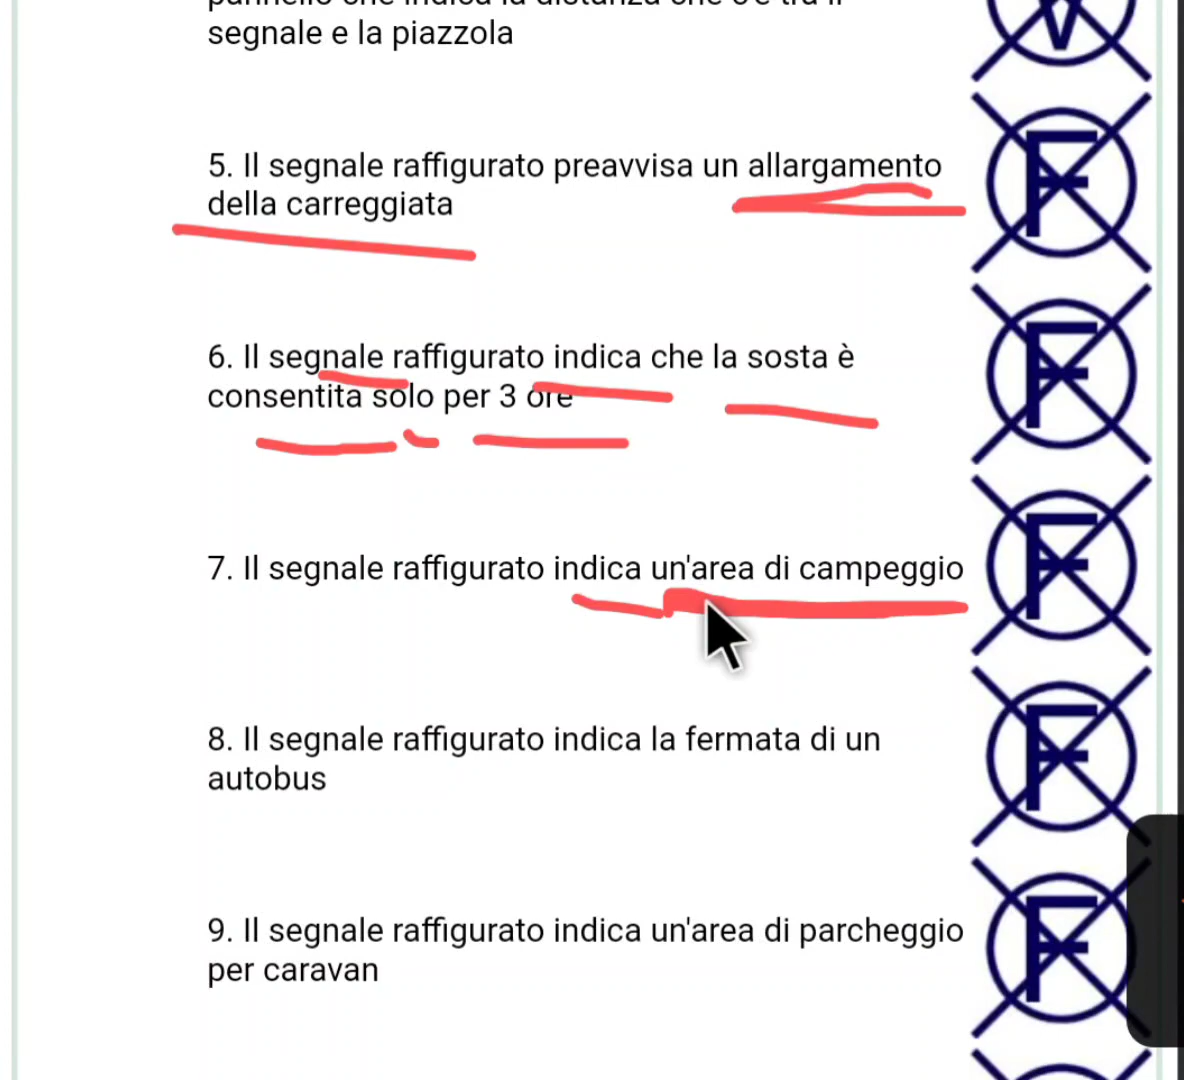 segnale e la piazzola
V
5. Il segnale raffigurato preavvisa un allargamento
della carreggiata
F
6. Il segnale raffigurato indica che la sosta è
consentita solo per 3 ore
F
7. Il segnale raffigurato indica un'area di campeggio
F
8. Il segnale raffigurato indica la fermata di un
autobus
F
9. Il segnale raffigurato indica un'area di parcheggio
per caravan
F